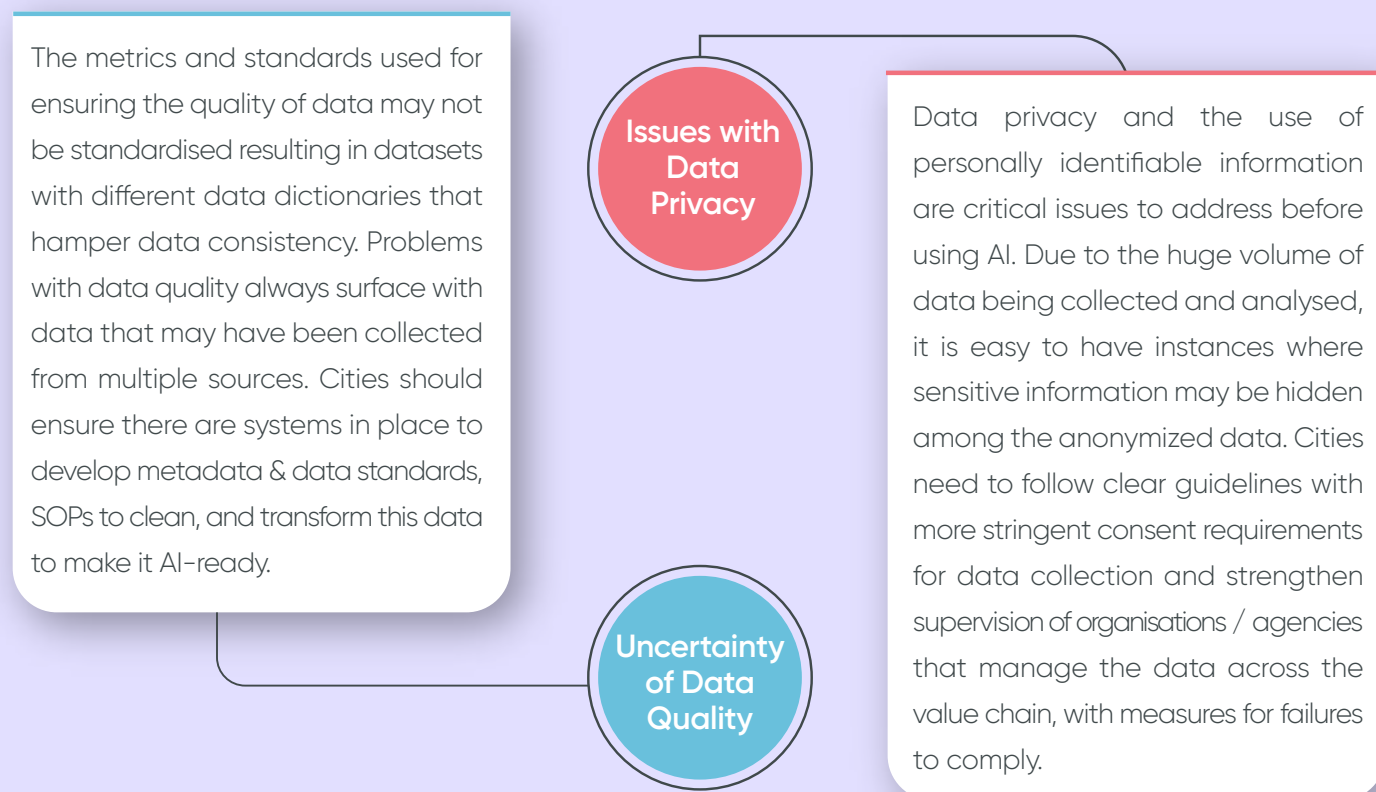 The metrics and standards used for
ensuring the quality of data may not
be standardised resulting in datasets
with different data dictionaries that
hamper data consistency. Problems
with data quality always surface with
data that may have been collected
from multiple sources. Cities should
ensure there are systems in place to
develop metadata & data standards,
SOPs to clean, and transform this data
to make it AI-ready.
Issues with
Data
Privacy
Data privacy and the use of
personally identifiable information
are critical issues to address before
using AI. Due to the huge volume of
data being collected and analysed,
it is easy to have instances where
sensitive information may be hidden
among the anonymized data. Cities
need to follow clear guidelines with
more stringent consent requirements
for data collection and strengthen
supervision of organisations / agencies
that manage the data across the
value chain, with measures for failures
to comply.
Uncertainty
of Data
Quality